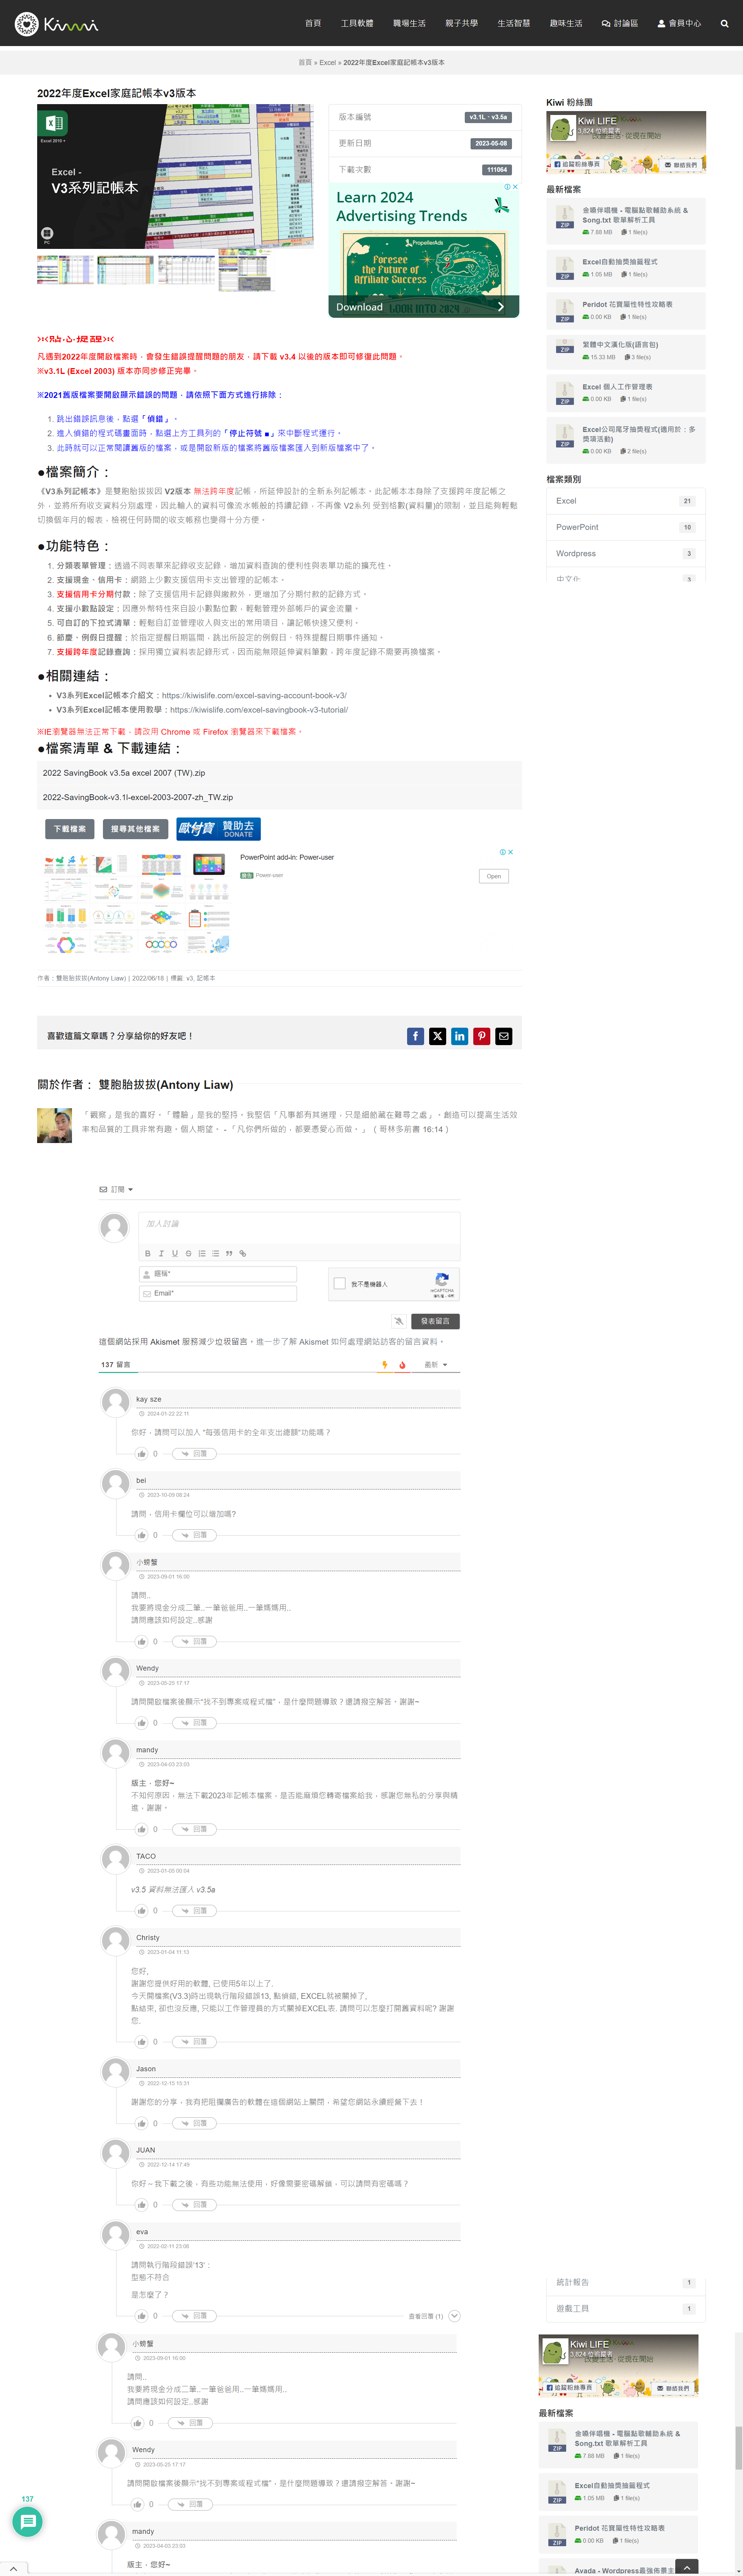 Kiwi
首頁
工具軟體
職場生活
親子共學
生活智慧
趣味生活
討論區
會員中心
首頁 » Excel » 2022年度Excel家庭記帳本v3版本
2022年度Excel家庭記帳本v3版本
Excel 2010 +
Excel -
V3系列記帳本
PC
版本編號
v3.1L、v3.5a
更新日期
2023-05-08
下載次數
111064
Learn 2024
Advertising Trends
PropellerAds
Foresee
the Future of
Affiliate Success
LOOK INTO 2024
Download
Kiwi 粉絲團
Kiwi LIFE
3,824 位追蹤者
改變生活‧從現在開始
追蹤粉絲專頁
聯絡我們
最新檔案
金嗓伴唱機 - 電腦點歌輔助系統 &
Song.txt 歌單解析工具
ZIP
7.88 MB
1 file(s)
Excel自動抽獎抽籤程式
ZIP
1.05 MB
1 file(s)
Peridot 花寶屬性特性攻略表
ZIP
0.00 KB
1 file(s)
繁體中文漢化版(語言包)
ZIP
15.33 MB
3 file(s)
Excel 個人工作管理表
ZIP
0.00 KB
1 file(s)
Excel公司尾牙抽獎程式(適用於：多
獎項活動)
ZIP
0.00 KB
2 file(s)
檔案類別
Excel
21
PowerPoint
10
Wordpress
3
中文化
3
>>:<貼‧心‧提‧醒>:<<
凡遇到2022年度開啟檔案時，會發生錯誤提醒問題的朋友，請下載 v3.4 以後的版本即可修復此問題。
※v3.1L (Excel 2003) 版本亦同步修正完畢。
※2021舊版檔案要開啟顯示錯誤的問題，請依照下面方式進行排除：
1. 跳出錯誤訊息後，點選「偵錯」。
2. 進入偵錯的程式碼畫面時，點選上方工具列的「停止符號 ■」來中斷程式運行。
3. 此時就可以正常閱讀舊版的檔案，或是開啟新版的檔案將舊版檔案匯入到新版檔案中了。
●檔案簡介：
《V3系列記帳本》是雙胞胎拔拔因 V2版本 無法跨年度記帳，所延伸設計的全新系列記帳本。此記帳本本身除了支援跨年度記帳之
外，並將所有收支資料分別處理，因此輸入的資料可像流水帳般的持續記錄，不再像 V2系列 受到格數(資料量)的限制，並且能夠輕鬆
切換個年月的報表，檢視任何時間的收支帳務也變得十分方便。
●功能特色：
1. 分類表單管理：透過不同表單來記錄收支記錄，增加資料查詢的便利性與表單功能的擴充性。
2. 支援現金、信用卡：網路上少數支援信用卡支出管理的記帳本。
3. 支援信用卡分期付款：除了支援信用卡記錄與繳款外，更增加了分期付款的記錄方式。
4. 支援小數點設定：因應外幣特性來自設小數點位數，輕鬆管理外部帳戶的資金流量。
5. 可自訂的下拉式清單：輕鬆自訂並管理收入與支出的常用項目，讓記帳快速又便利。
6. 節慶、例假日提醒：於指定提醒日期區間，跳出所設定的例假日、特殊提醒日期事件通知。
7. 支援跨年度記錄查詢：採用獨立資料表記錄形式，因而能無限延伸資料筆數，跨年度記錄不需要再換檔案。
●相關連結：
V3系列Excel記帳本介紹文：https://kiwislife.com/excel-saving-account-book-v3/
V3系列Excel記帳本使用教學：https://kiwislife.com/excel-savingbook-v3-tutorial/
※IE瀏覽器無法正常下載，請改用 Chrome 或 Firefox 瀏覽器來下載檔案。
●檔案清單 & 下載連結：
2022 SavingBook v3.5a excel 2007 (TW).zip
2022-SavingBook-v3.1l-excel-2003-2007-zh_TW.zip
下載檔案
搜尋其他檔案
歐付寶
贊助去
DONATE
PowerPoint add-in: Power-user
廣告 Power-user
Open
作者：雙胞胎拔拔(Antony Liaw) | 2022/06/18 | 標籤: v3, 記帳本
喜歡這篇文章嗎？分享給你的好友吧！
關於作者： 雙胞胎拔拔(Antony Liaw)
「觀察」是我的喜好。「體驗」是我的堅持。我堅信「凡事都有其道理，只是細節藏在難尋之處」。創造可以提高生活效
率和品質的工具非常有趣。個人期望。 - 『凡你們所做的，都要憑愛心而做。』（哥林多前書 16:14）
訂閱
加入討論
暱稱*
Email*
我不是機器人
reCAPTCHA
發表留言
這個網站採用 Akismet 服務減少垃圾留言。進一步了解 Akismet 如何處理網站訪客的留言資料。
137 留言
最新
kay sze
2024-01-22 22:11
你好，請問可以加入 “每張信用卡的全年支出總額”功能嗎？
0
回覆
bei
2023-10-09 08:24
請問，信用卡欄位可以增加嗎?
0
回覆
小螃蟹
2023-09-01 16:00
請問..
我要將現金分成二筆..一筆爸爸用..一筆媽媽用..
請問應該如何設定..感謝
0
回覆
Wendy
2023-05-25 17:17
請問開啟檔案後顯示“找不到專案或程式檔”，是什麼問題導致？還請撥空解答。謝謝~
0
回覆
mandy
2023-04-03 23:03
版主，您好~
不知何原因，無法下載2023年記帳本檔案，是否能麻煩您轉寄檔案給我，感謝您無私的分享與精
進，謝謝。
0
回覆
TACO
2023-01-05 00:04
v3.5 資料無法匯入 v3.5a
0
回覆
Christy
2023-01-04 11:13
您好,
謝謝您提供好用的軟體, 已使用5年以上了.
今天開檔案(V3.3)時出現執行階段錯誤13, 點偵錯, EXCEL就被關掉了,
點結束, 卻也沒反應, 只能以工作管理員的方式關掉EXCEL表. 請問可以怎麼打開舊資料呢? 謝謝
您.
0
回覆
Jason
2022-12-15 15:31
謝謝您的分享，我有把阻擋廣告的軟體在這個網站上關閉，希望您網站永續經營下去！
0
回覆
JUAN
2022-12-14 17:49
你好～我下載之後，有些功能無法使用，好像需要密碼解鎖，可以請問有密碼嗎？
0
回覆
eva
2022-02-11 23:08
請問執行階段錯誤‘13’：
型態不符合
是怎麼了？
0
回覆
查看回覆 (1)
統計報告
1
遊戲工具
1
小螃蟹
2023-09-01 16:00
請問..
我要將現金分成二筆..一筆爸爸用..一筆媽媽用..
請問應該如何設定..感謝
0
回覆
Wendy
2023-05-25 17:17
請問開啟檔案後顯示“找不到專案或程式檔”，是什麼問題導致？還請撥空解答。謝謝~
0
回覆
mandy
2023-04-03 23:03
版主，您好~
137
Kiwi LIFE
3,824 位追蹤者
改變生活‧從現在開始
追蹤粉絲專頁
聯絡我們
最新檔案
金嗓伴唱機 - 電腦點歌輔助系統 &
Song.txt 歌單解析工具
ZIP
7.88 MB
1 file(s)
Excel自動抽獎抽籤程式
ZIP
1.05 MB
1 file(s)
Peridot 花寶屬性特性攻略表
ZIP
0.00 KB
1 file(s)
Avada - Wordpress最強佈景主